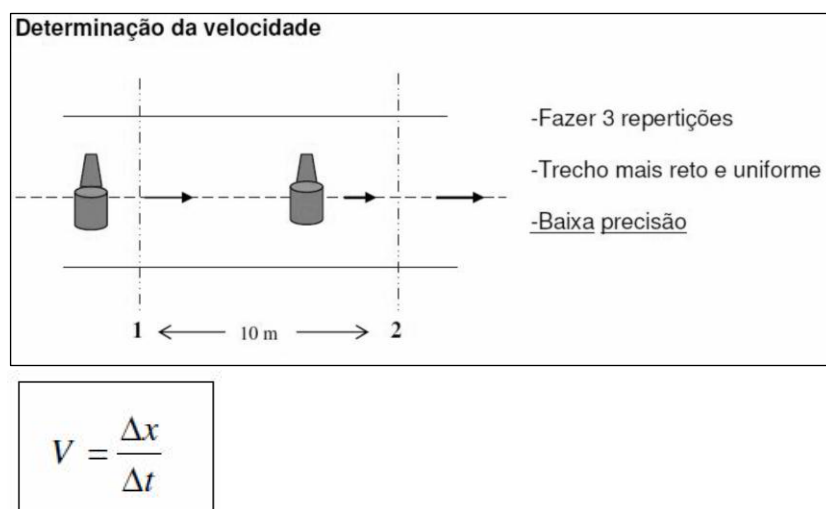 Determinação da velocidade
-Fazer 3 repertições
-Trecho mais reto e uniforme
-Baixa precisão
1 10 m 2
V = Δx / Δt